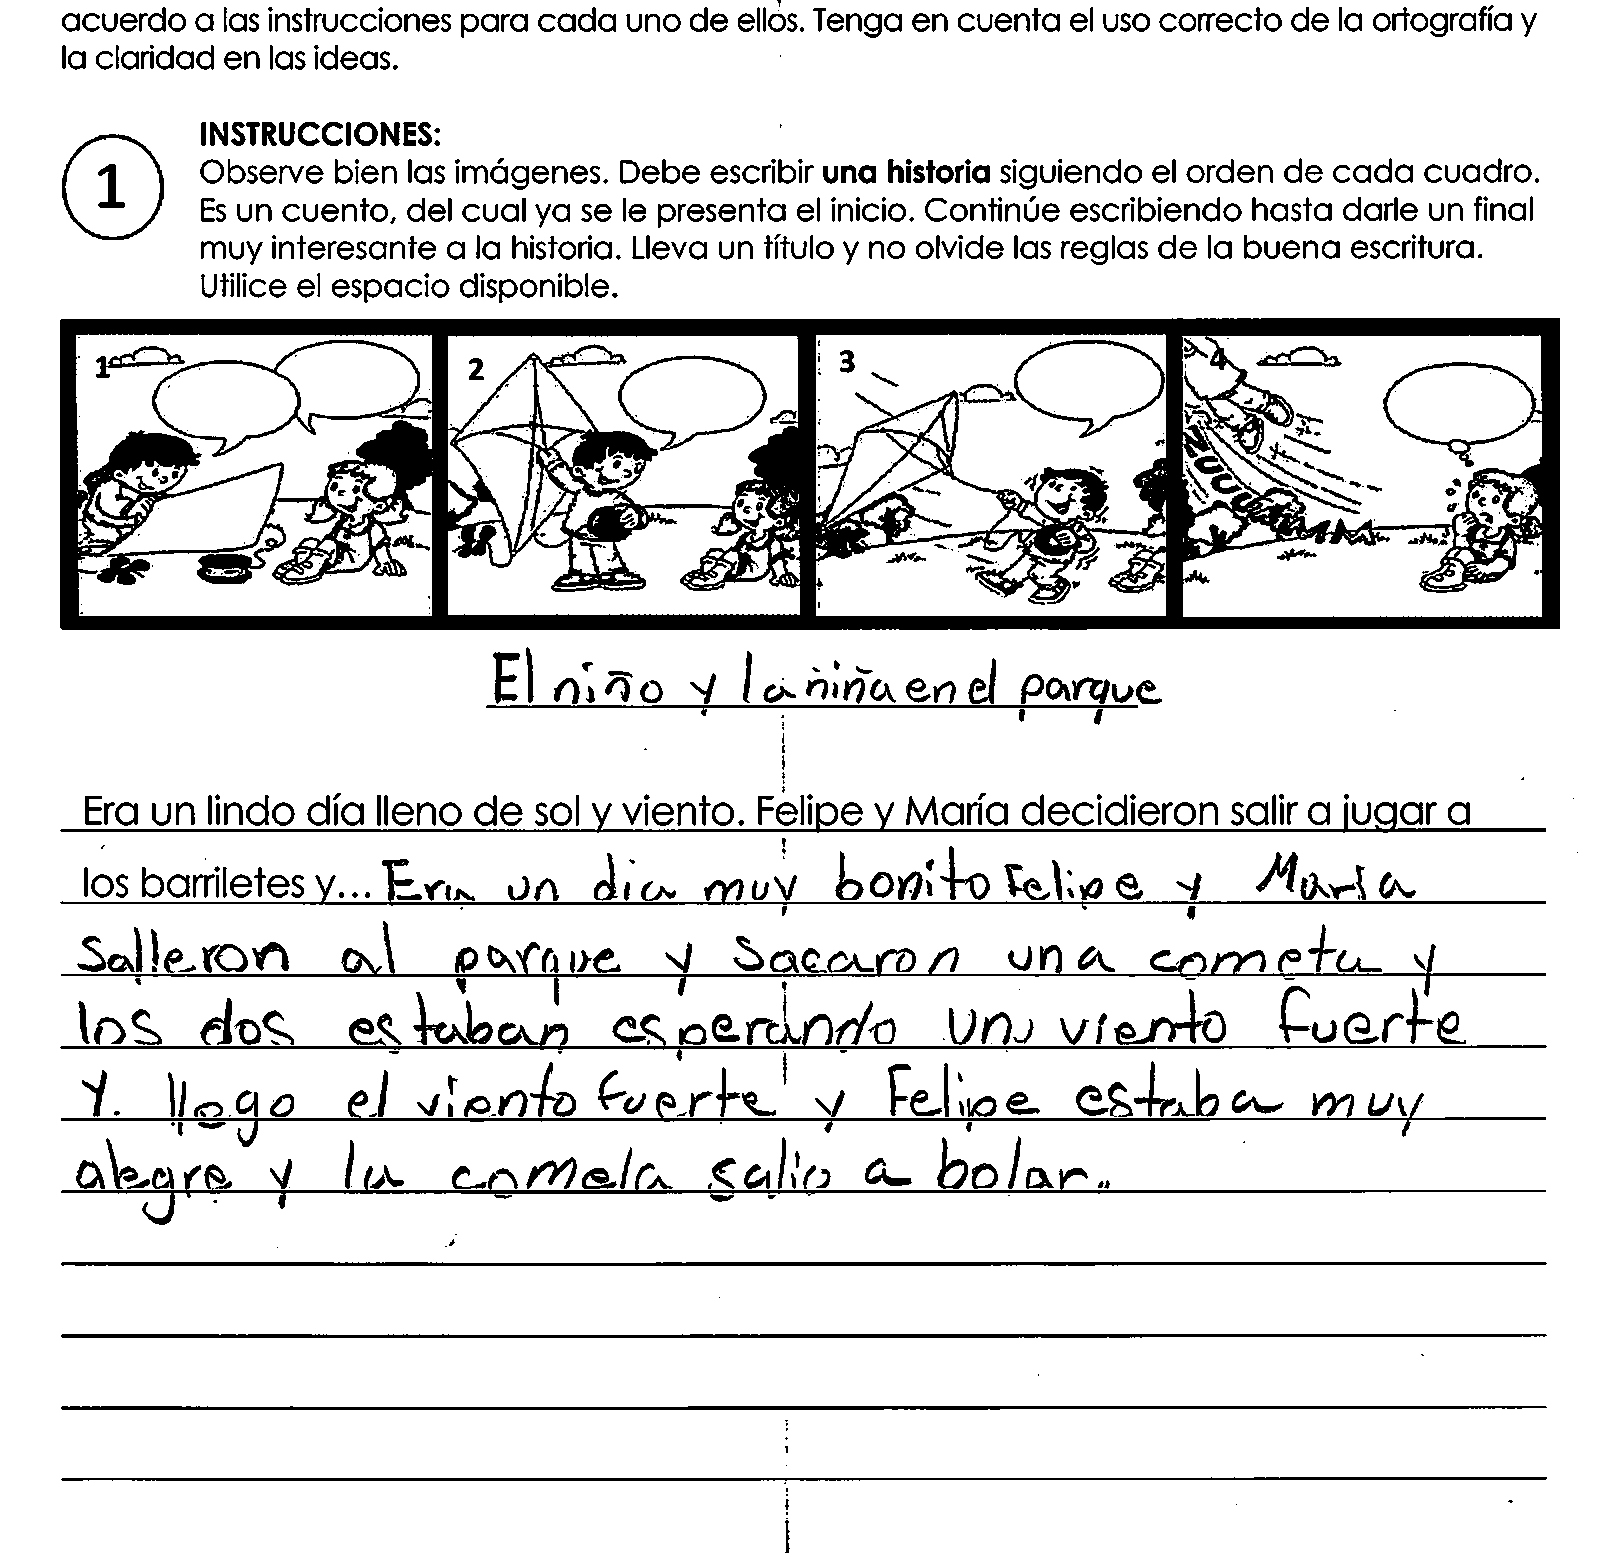 acuerdo a las instrucciones para cada uno de ellos. Tenga en cuenta el uso correcto de la ortografía y
la claridad en las ideas.
1
INSTRUCCIONES:
Observe bien las imágenes. Debe escribir una historia siguiendo el orden de cada cuadro.
Es un cuento, del cual ya se le presenta el inicio. Continúe escribiendo hasta darle un final
muy interesante a la historia. Lleva un título y no olvide las reglas de la buena escritura.
Utilice el espacio disponible.
1 2 3 4
El niño y la niña en el parque
Era un lindo día lleno de sol y viento. Felipe y María decidieron salir a jugar a
los barriletes y... Era un dia muy bonito Felipe y Maria
salleron al parque y sacaron una cometa y
los dos estaban esperando un viento fuerte
y. llego el viento fuerte y Felipe estaba muy
alegre y la cometa salio a bolar..